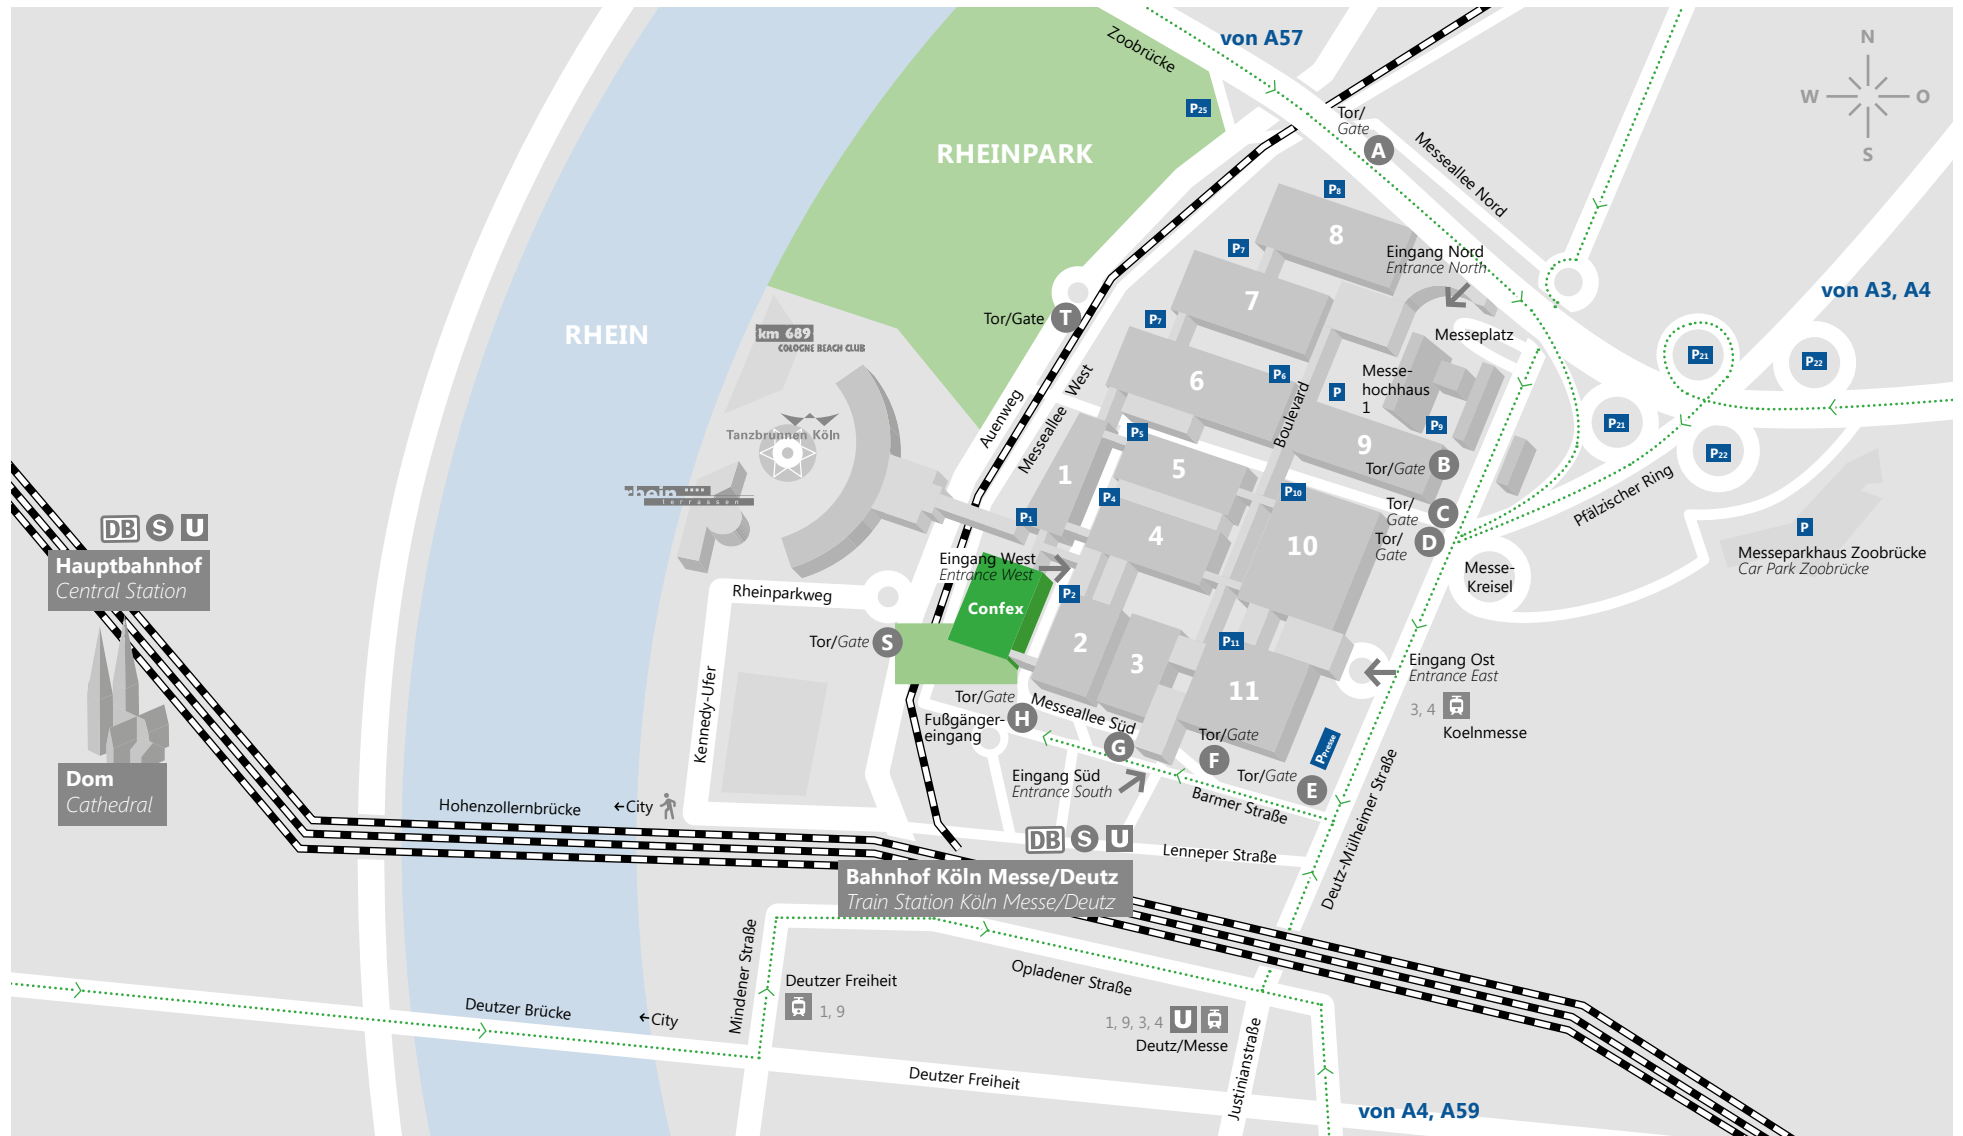 Zoobrücke
von A57
N
W
O
S
P25
Tor/
Gate
A
Messeallee Nord
RHEINPARK
P8
8
P7
Eingang Nord
Entrance North
von A3, A4
7
Tor/Gate
T
P7
RHEIN
km 689
COLOGNE BEACH CLUB
Messeplatz
P21
P22
6
P6
Messe-
hochhaus
1
P
Messeallee West
Auenweg
Boulevard
P9
P21
P22
Tanzbrunnen Köln
P5
9
Tor/Gate
B
1
5
rhein
terrassen
P4
P10
Pfälzischer Ring
P1
Tor/
Gate
C
Tor/
Gate
D
P
Messeparkhaus Zoobrücke
Car Park Zoobrücke
DB
S
U
Hauptbahnhof
Central Station
4
10
Eingang West
Entrance West
Messe-
Kreisel
Rheinparkweg
Confex
P2
Tor/Gate
S
2
3
P11
11
Eingang Ost
Entrance East
3, 4
Koelnmesse
Kennedy-Ufer
Tor/Gate
H
Fußgänger-
eingang
Messeallee Süd
G
Tor/Gate
F
PPresse
Dom
Cathedral
Eingang Süd
Entrance South
Tor/Gate
E
Barmer Straße
Deutz-Mülheimer Straße
Hohenzollernbrücke
←City
DB
S
U
Lenneper Straße
Bahnhof Köln Messe/Deutz
Train Station Köln Messe/Deutz
Mindener Straße
Deutzer Freiheit
1, 9
Opladener Straße
Deutzer Brücke
←City
1, 9, 3, 4
U
Deutz/Messe
Justinianstraße
Deutzer Freiheit
von A4, A59